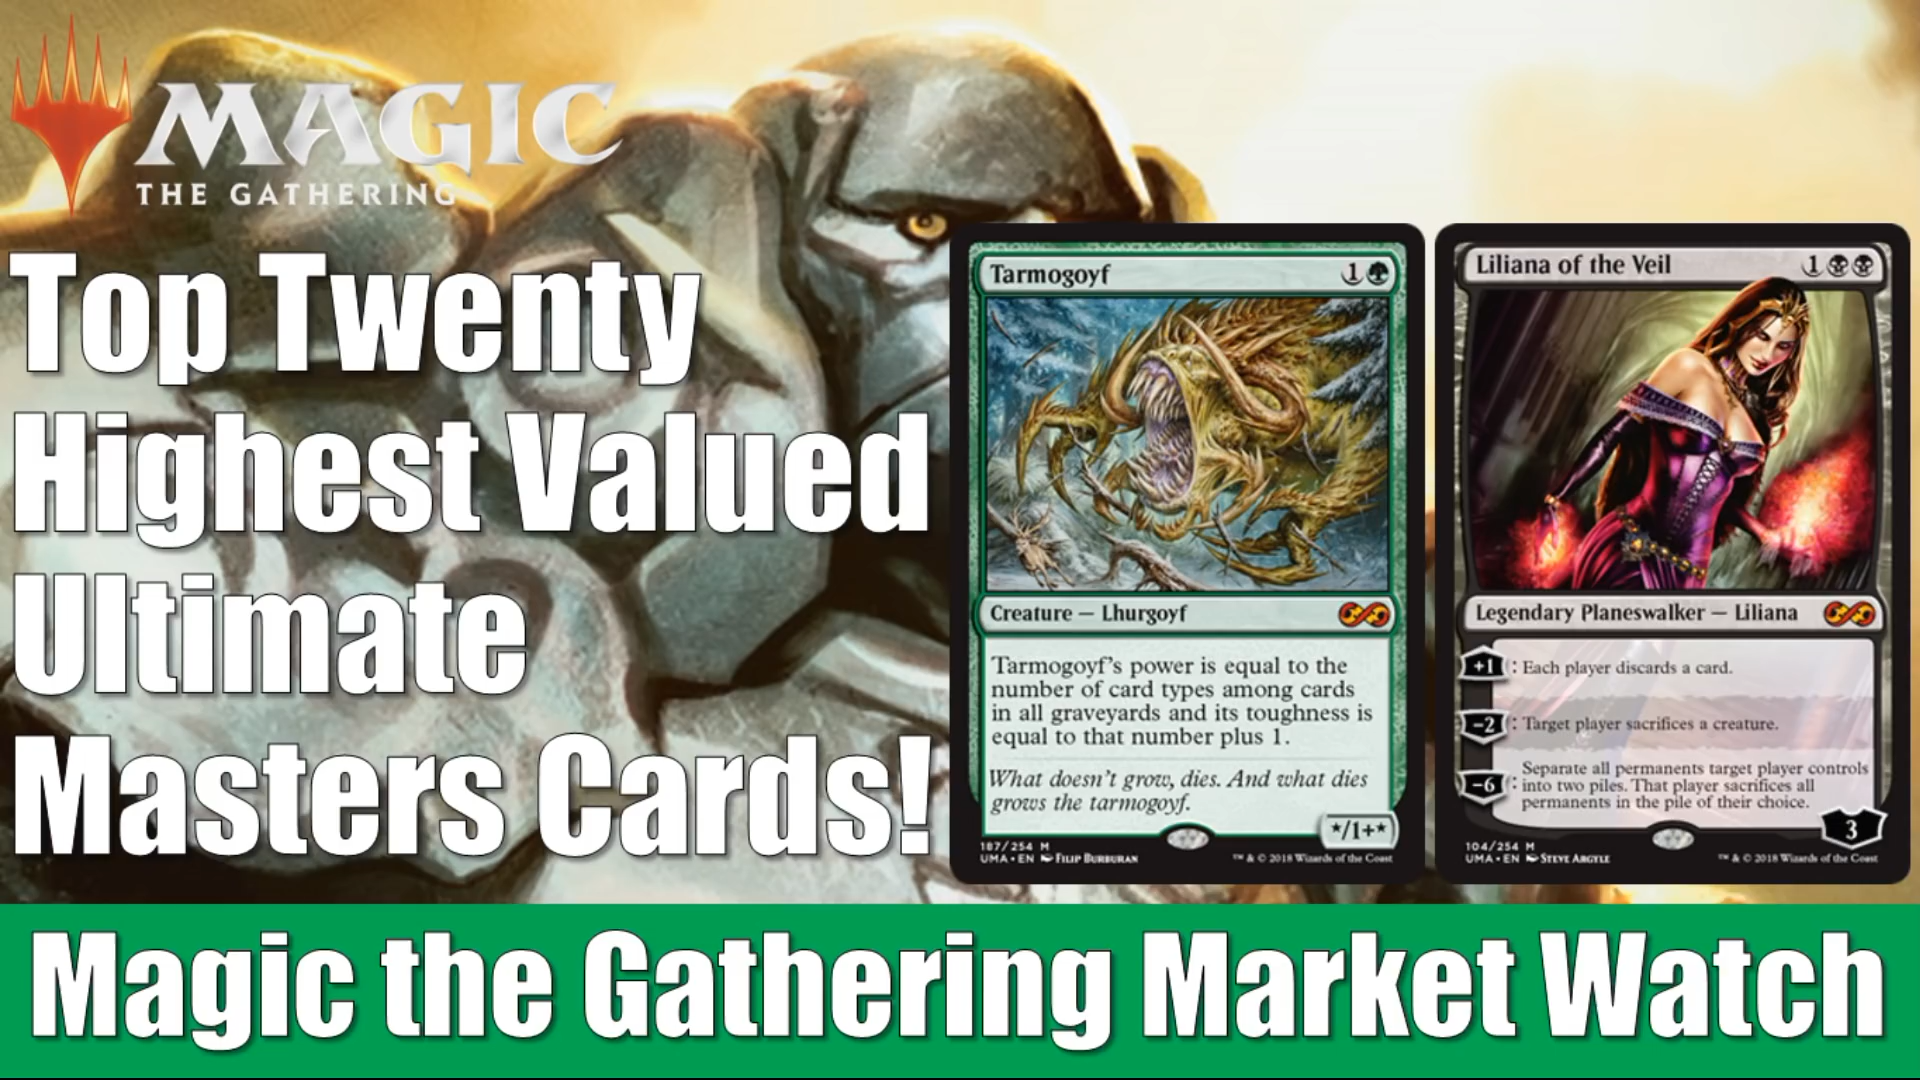 MAGIC
THE GATHERING
Top Twenty
Highest Valued
Ultimate
Masters Cards!
Tarmogoyf 1
Creature — Lhurgoyf
Tarmogoyf's power is equal to the
number of card types among cards
in all graveyards and its toughness is
equal to that number plus 1.
What doesn't grow, dies. And what dies
grows the tarmogoyf.
*/1+*
187/254 M
UMA • EN Filip Burburan
™ & © 2018 Wizards of the Coast
Liliana of the Veil 1
Legendary Planeswalker — Liliana
+1 : Each player discards a card.
-2 : Target player sacrifices a creature.
Separate all permanents target player controls
-6 : into two piles. That player sacrifices all
permanents in the pile of their choice.
3
104/254 M
UMA • EN Steve Argyle
™ & © 2018 Wizards of the Coast
Magic the Gathering Market Watch